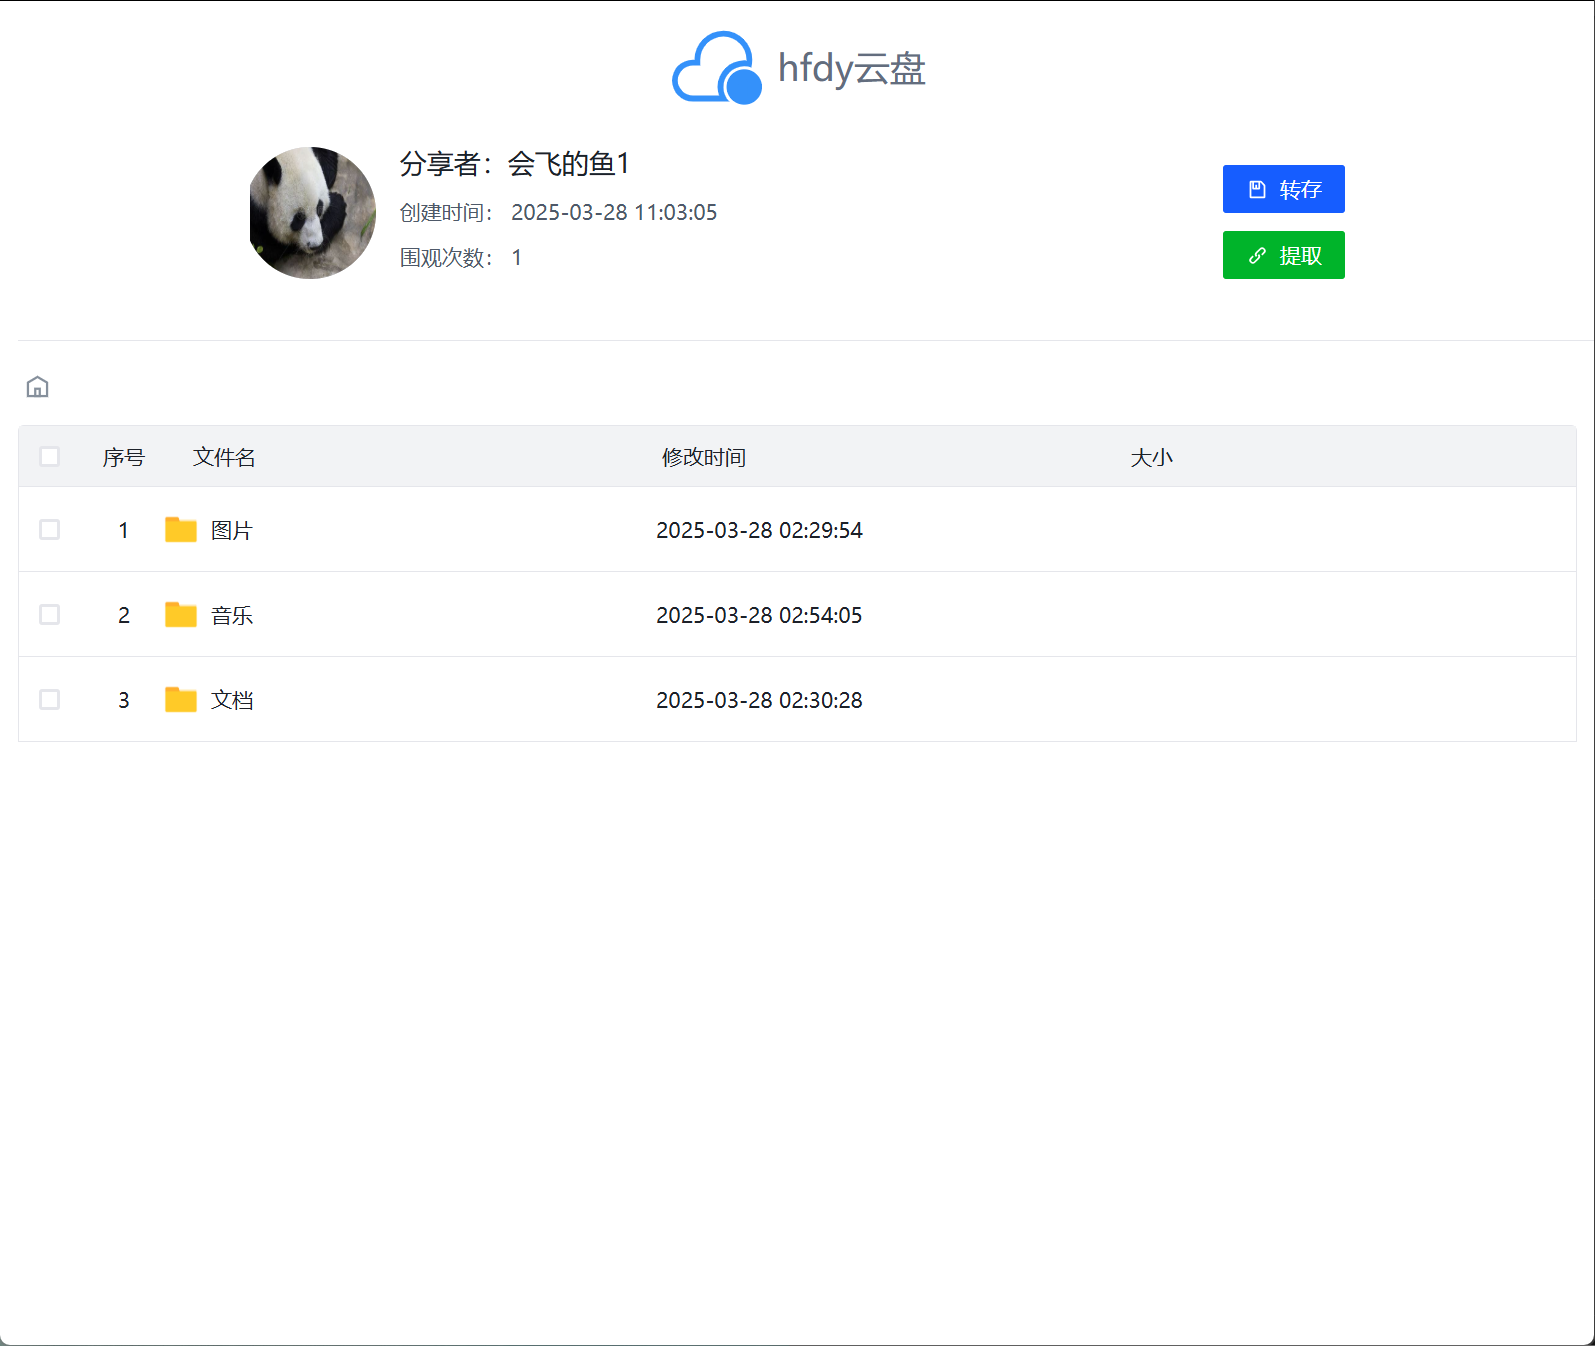 hfdy云盘
分享者：会飞的鱼1
创建时间： 2025-03-28 11:03:05
围观次数： 1
转存
提取
序号 文件名 修改时间 大小
1 图片 2025-03-28 02:29:54
2 音乐 2025-03-28 02:54:05
3 文档 2025-03-28 02:30:28